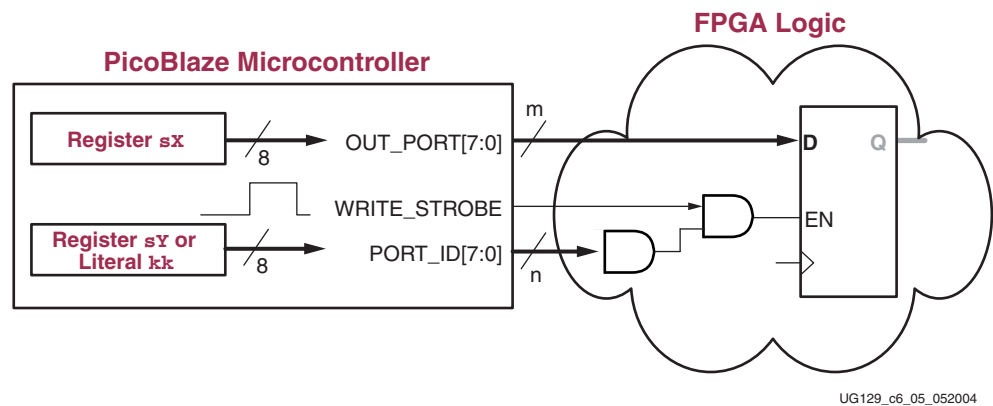 FPGA Logic
PicoBlaze Microcontroller
Register sX
8
OUT_PORT[7:0]
m
D
Q
WRITE_STROBE
EN
Register sY or
Literal kk
8
PORT_ID[7:0]
n
UG129_c6_05_052004